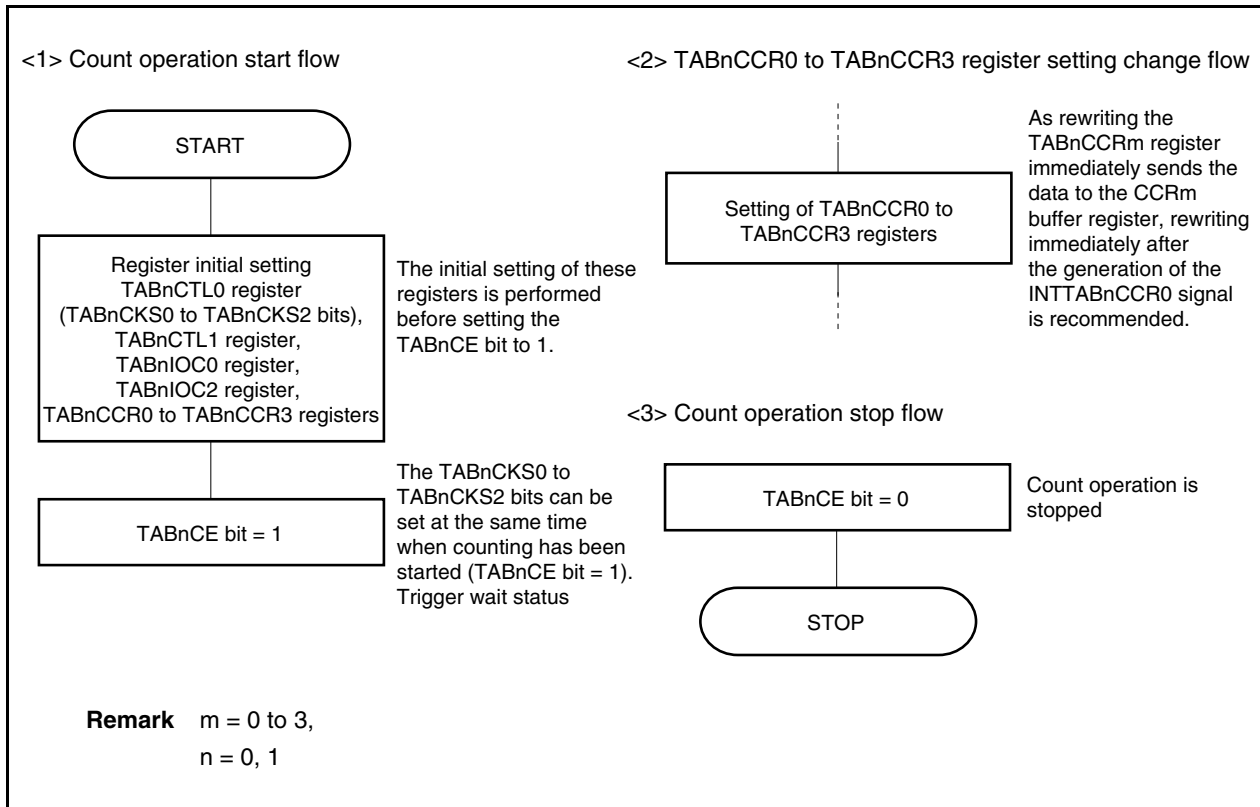 <1> Count operation start flow
START
Register initial setting
TABnCTL0 register
(TABnCKS0 to TABnCKS2 bits),
TABnCTL1 register,
TABnIOC0 register,
TABnIOC2 register,
TABnCCR0 to TABnCCR3 registers
The initial setting of these
registers is performed
before setting the
TABnCE bit to 1.
TABnCE bit = 1
The TABnCKS0 to
TABnCKS2 bits can be
set at the same time
when counting has been
started (TABnCE bit = 1).
Trigger wait status
<2> TABnCCR0 to TABnCCR3 register setting change flow
Setting of TABnCCR0 to
TABnCCR3 registers
As rewriting the
TABnCCRm register
immediately sends the
data to the CCRm
buffer register, rewriting
immediately after
the generation of the
INTTABnCCR0 signal
is recommended.
<3> Count operation stop flow
TABnCE bit = 0
Count operation is
stopped
STOP
Remark m = 0 to 3,
n = 0, 1